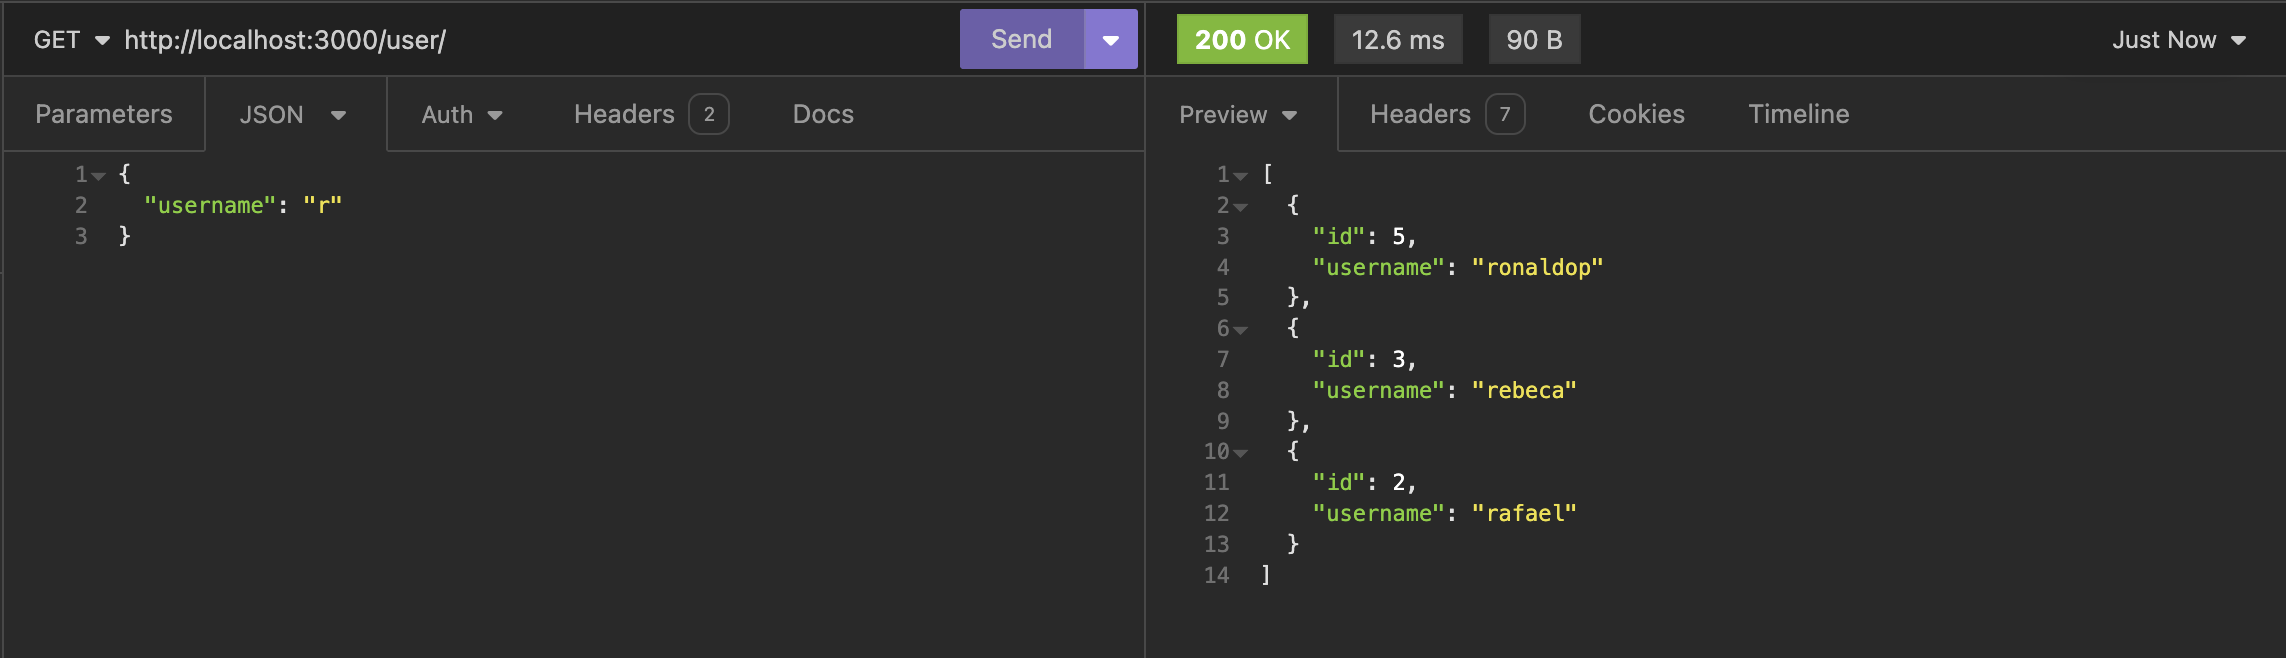 GET http://localhost:3000/user/ Send
Parameters JSON Auth Headers 2 Docs
1 {
2 "username": "r"
3 }
200 OK 12.6 ms 90 B Just Now
Preview Headers 7 Cookies Timeline
1 [
2 {
3 "id": 5,
4 "username": "ronaldop"
5 },
6 {
7 "id": 3,
8 "username": "rebeca"
9 },
10 {
11 "id": 2,
12 "username": "rafael"
13 }
14 ]